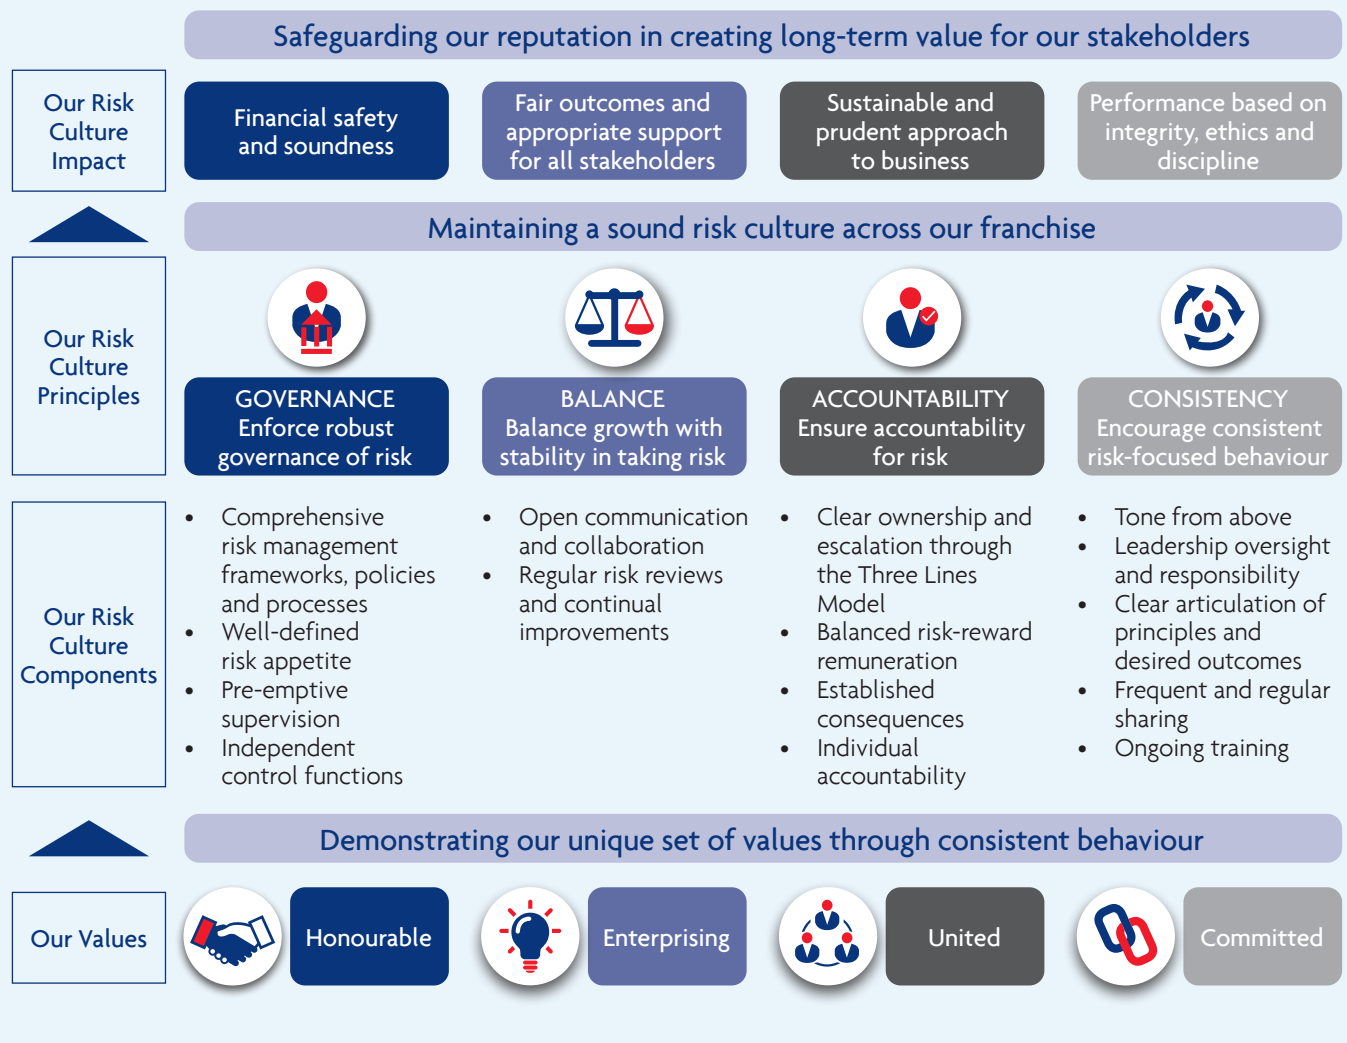 Safeguarding our reputation in creating long-term value for our stakeholders
Our Risk
Culture
Impact
Financial safety
and soundness
Fair outcomes and
appropriate support
for all stakeholders
Sustainable and
prudent approach
to business
Performance based on
integrity, ethics and
discipline
Maintaining a sound risk culture across our franchise
Our Risk
Culture
Principles
GOVERNANCE
Enforce robust
governance of risk
BALANCE
Balance growth with
stability in taking risk
ACCOUNTABILITY
Ensure accountability
for risk
CONSISTENCY
Encourage consistent
risk-focused behaviour
Our Risk
Culture
Components
• Comprehensive
risk management
frameworks, policies
and processes
• Well-defined
risk appetite
• Pre-emptive
supervision
• Independent
control functions
• Open communication
and collaboration
• Regular risk reviews
and continual
improvements
• Clear ownership and
escalation through
the Three Lines
Model
• Balanced risk-reward
remuneration
• Established
consequences
• Individual
accountability
• Tone from above
• Leadership oversight
and responsibility
• Clear articulation of
principles and
desired outcomes
• Frequent and regular
sharing
• Ongoing training
Demonstrating our unique set of values through consistent behaviour
Our Values
Honourable
Enterprising
United
Committed